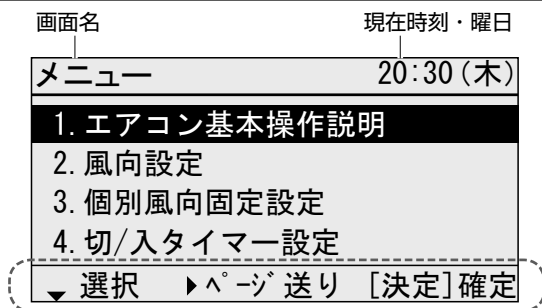 画面名
現在時刻・曜日
メニュー 20:30(木)
1.エアコン基本操作説明
2.風向設定
3.個別風向固定設定
4.切/入タイマー設定
選択 ﾍﾟｰｼﾞ送り [決定]確定